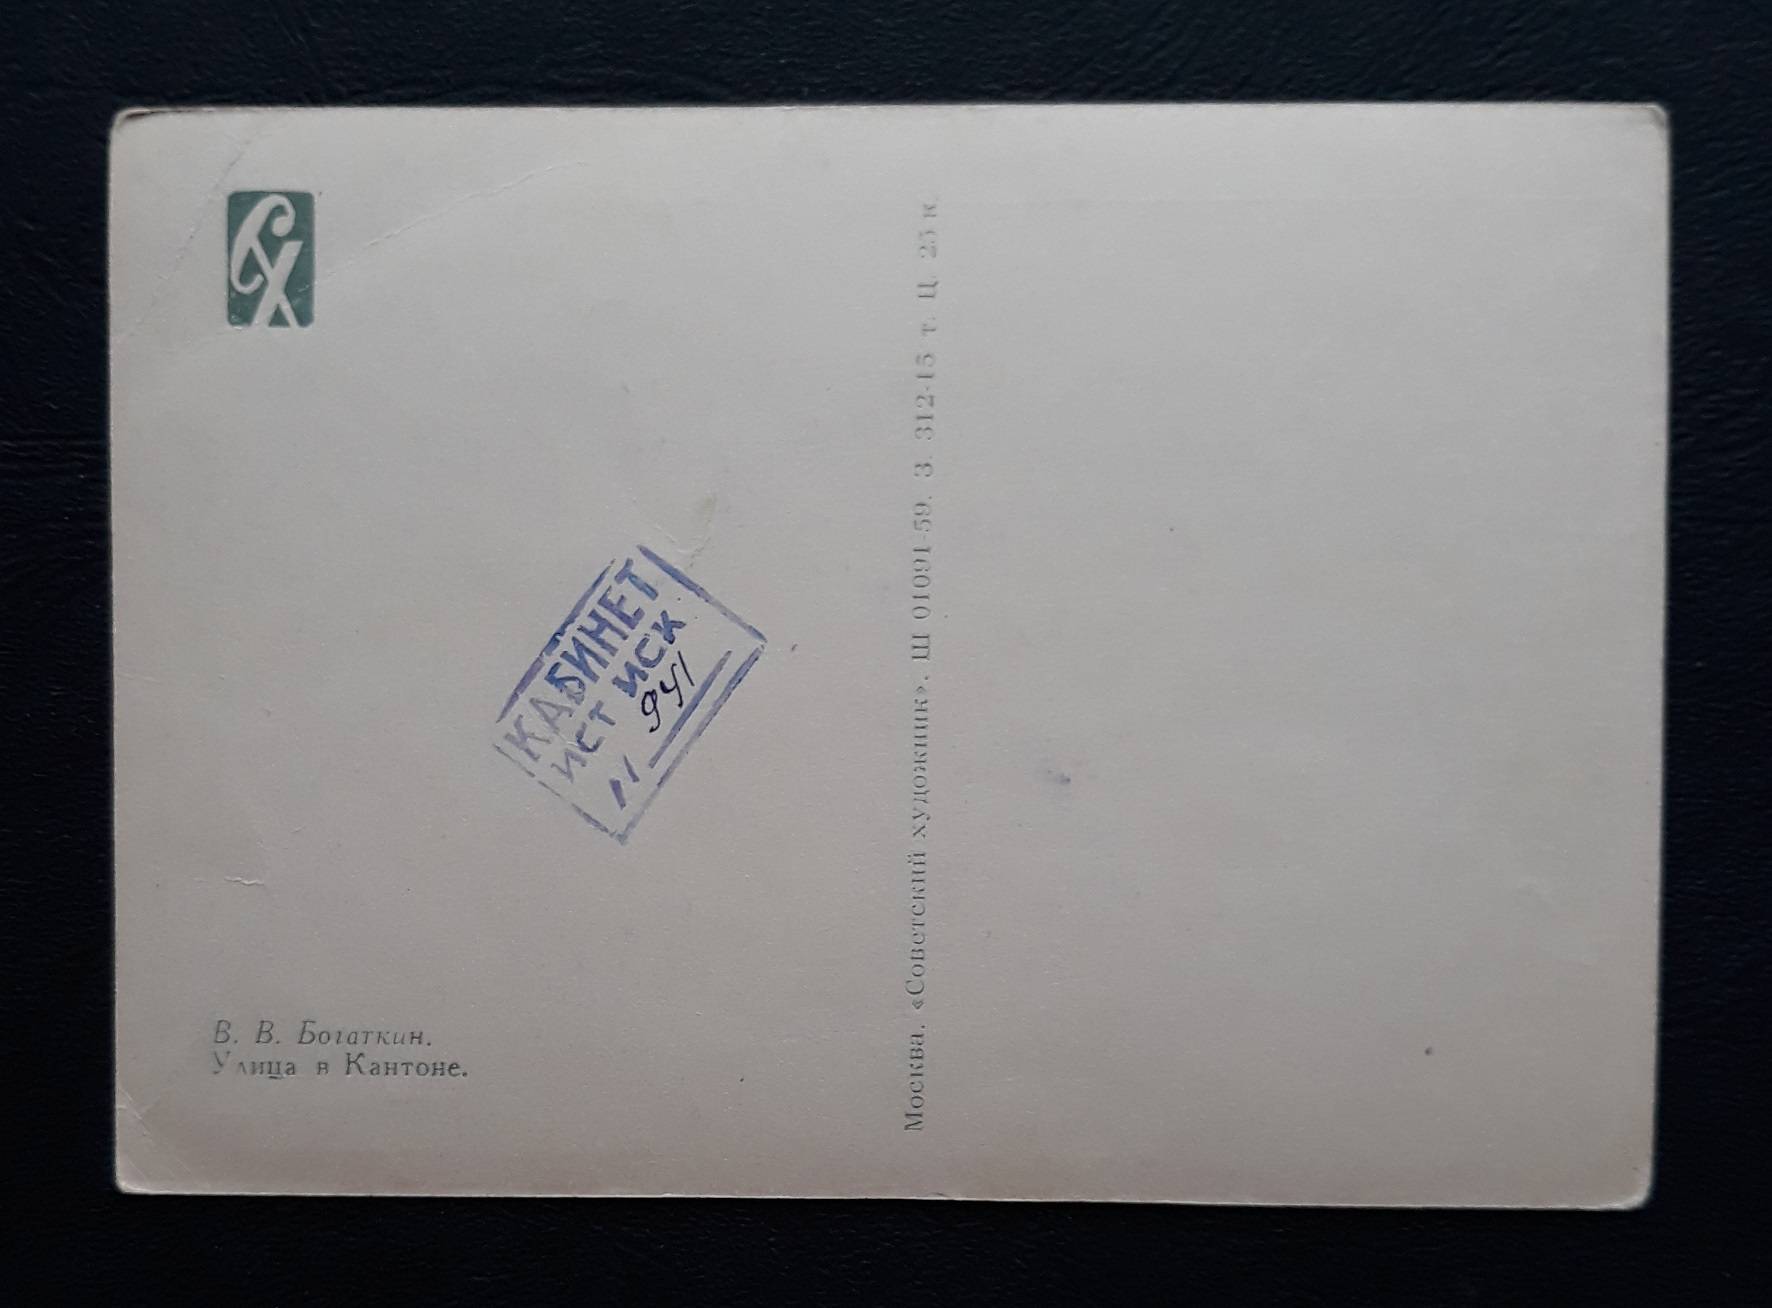 СХ
КАБИНЕТ
ИСТ ИСК
941
В. В. Богаткин.
Улица в Кантоне.
Москва. «Советский художник». Ш 01091-59. З. 312-15 т. Ц. 25 к.